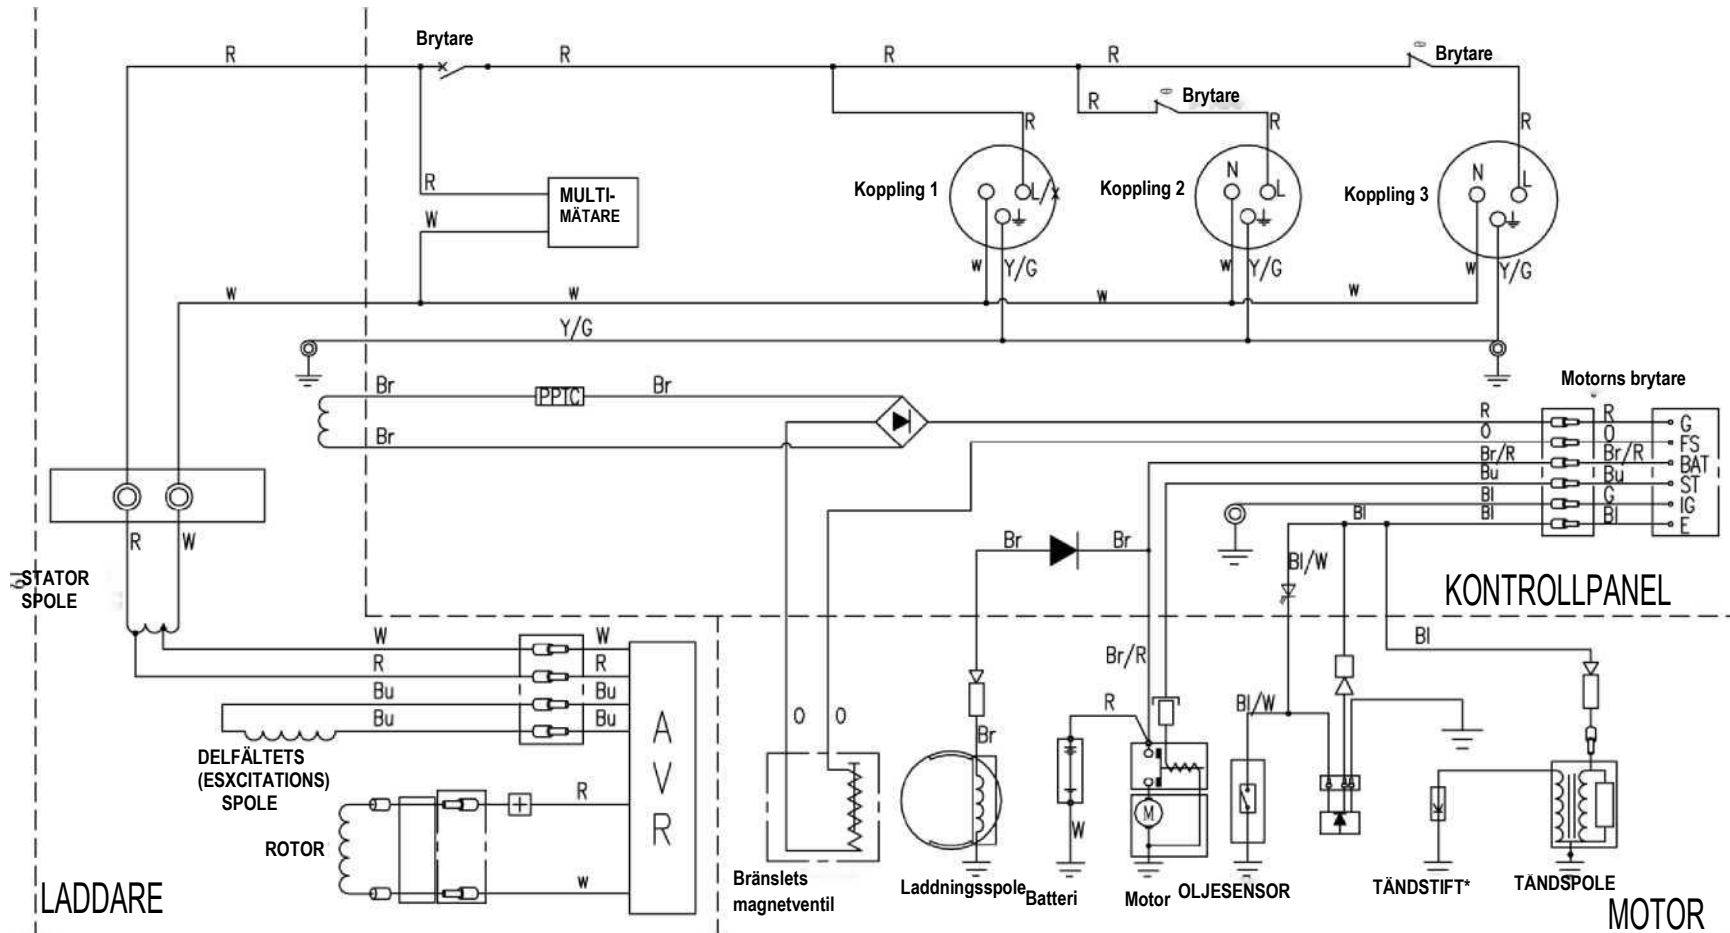 Brytare
R
R
R
R
Brytare
R
Brytare
R
R
R
R
MULTI-
MÄTARE
W
Koppling 1
L/
Koppling 2
N
L
Koppling 3
N
L
W
Y/G
W
Y/G
W
Y/G
W
W
W
W
Y/G
Br
PPTC
Br
Br
Motorns brytare
R
R
G
O
O
FS
Br/R
Br/R
BAT
Bu
Bu
ST
Bl
G
IG
Bl
Bl
Bl
E
R
W
Br
Br
Bl/W
STATOR
SPOLE
KONTROLLPANEL
W
W
R
R
Bu
Bu
Bu
Bu
AVR
DELFÄLTETS
(ESXCITATIONS)
SPOLE
R
ROTOR
W
LADDARE
O
O
Br/R
R
Br
W
M
Bl/W
Bl
Bränslets
magnetventil
Laddningsspole
Batteri
Motor
OLJESENSOR
TÄNDSTIFT*
TÄNDSPOLE
MOTOR